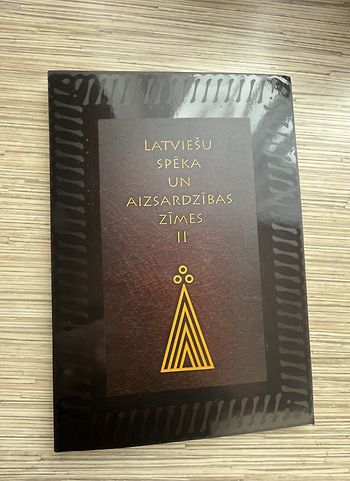 LATVIEŠU
SPĒKA
UN
AIZSARDZĪBAS
ZĪMES
II